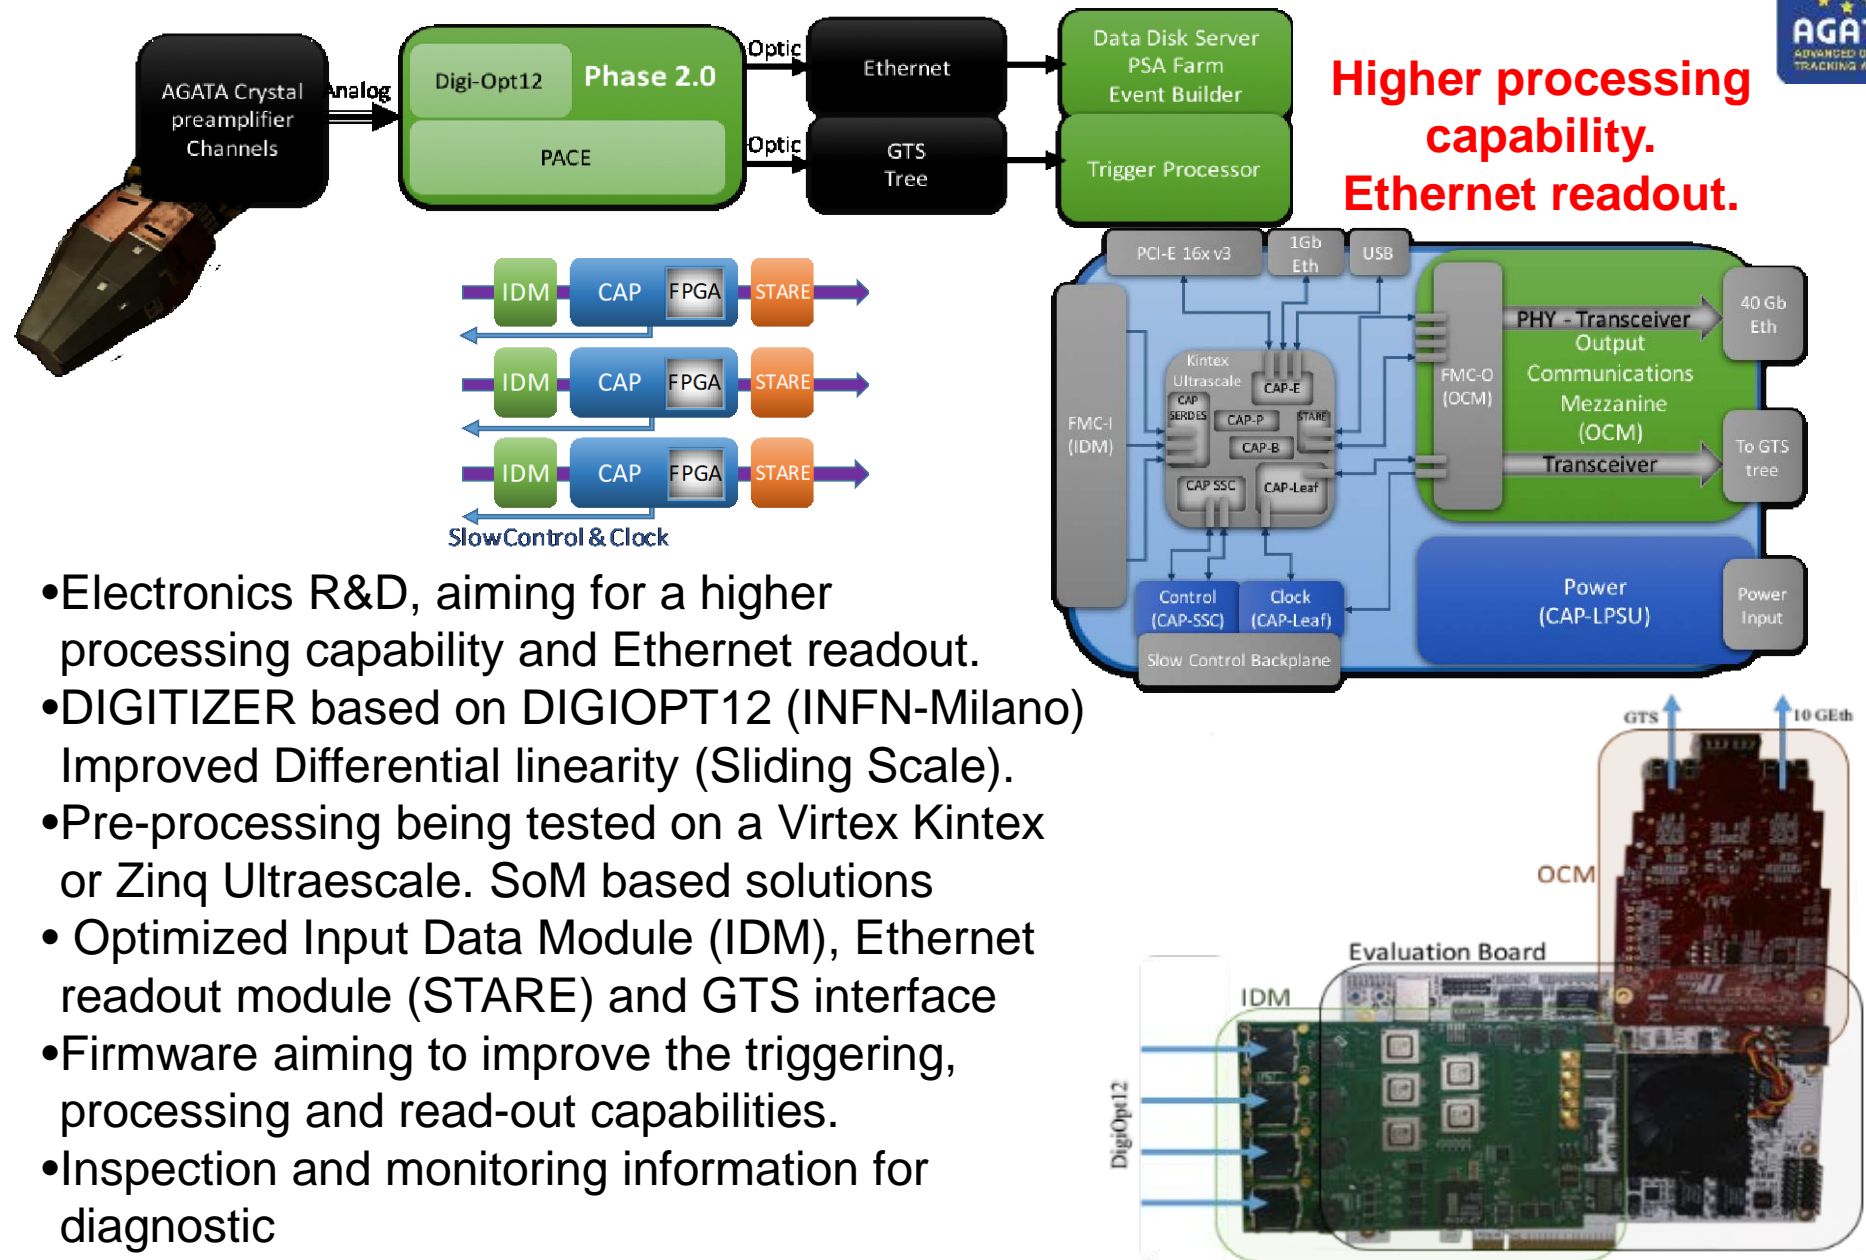 AGATA Crystal
preamplifier
Channels
Analog
Digi-Opt12
Phase 2.0
PACE
Optic
Optic
Ethernet
GTS
Tree
Data Disk Server
PSA Farm
Event Builder
Trigger Processor
Higher processing
capability.
Ethernet readout.
IDM CAP FPGA STARE
IDM CAP FPGA STARE
IDM CAP FPGA STARE
SlowControl & Clock
PCI-E 16x v3
1Gb
Eth
USB
FMC-I
(IDM)
Kintex
Ultrascale
CAP-E
CAP
SERDES
CAP-P
STARE
CAP-B
CAP SSC
CAP-Leaf
FMC-O
(OCM)
PHY - Transceiver
Output
Communications
Mezzanine
(OCM)
Transceiver
40 Gb
Eth
To GTS
tree
Control
(CAP-SSC)
Clock
(CAP-Leaf)
Slow Control Backplane
Power
(CAP-LPSU)
Power
Input
•Electronics R&D, aiming for a higher
processing capability and Ethernet readout.
•DIGITIZER based on DIGIOPT12 (INFN-Milano)
Improved Differential linearity (Sliding Scale).
•Pre-processing being tested on a Virtex Kintex
or Zinq Ultraescale. SoM based solutions
• Optimized Input Data Module (IDM), Ethernet
readout module (STARE) and GTS interface
•Firmware aiming to improve the triggering,
processing and read-out capabilities.
•Inspection and monitoring information for
diagnostic
GTS
10 GEth
OCM
Evaluation Board
IDM
DigiOpt12